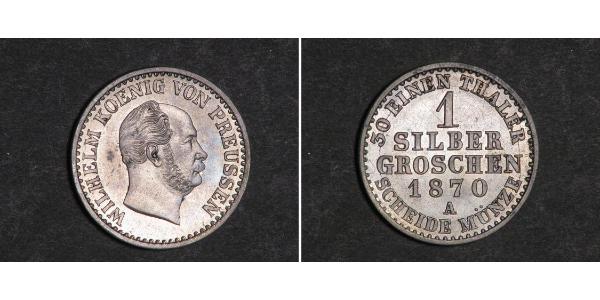 WILHELM KOENIG VON PREUSSEN
30 EINEN THALER
1
SILBER
GROSCHEN
1870
A
SCHEIDE MÜNZE